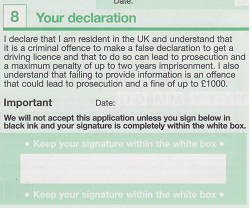 Date:
8 Your declaration
I declare that I am resident in the UK and understand that
it is a criminal offence to make a false declaration to get a
driving licence and that to do so can lead to prosecution and
a maximum penalty of up to two years imprisonment. I also
understand that failing to provide information is an offence
that could lead to prosecution and a fine of up to £1000.
Important Date: D D M M Y Y
We will not accept this application unless you sign below in
black ink and your signature is completely within the white box.
• Keep your signature within the white box •
• Keep your signature within the white box •